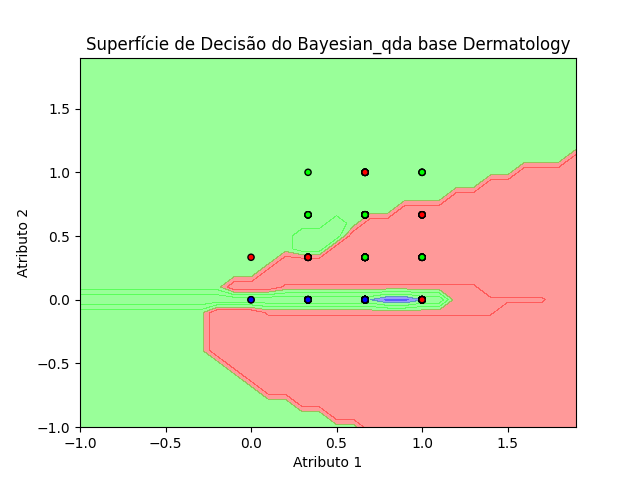 Superfície de Decisão do Bayesian_qda base Dermatology
1.5
1.0
0.5
0.0
−0.5
−1.0
Atributo 2
−1.0 −0.5 0.0 0.5 1.0 1.5
Atributo 1